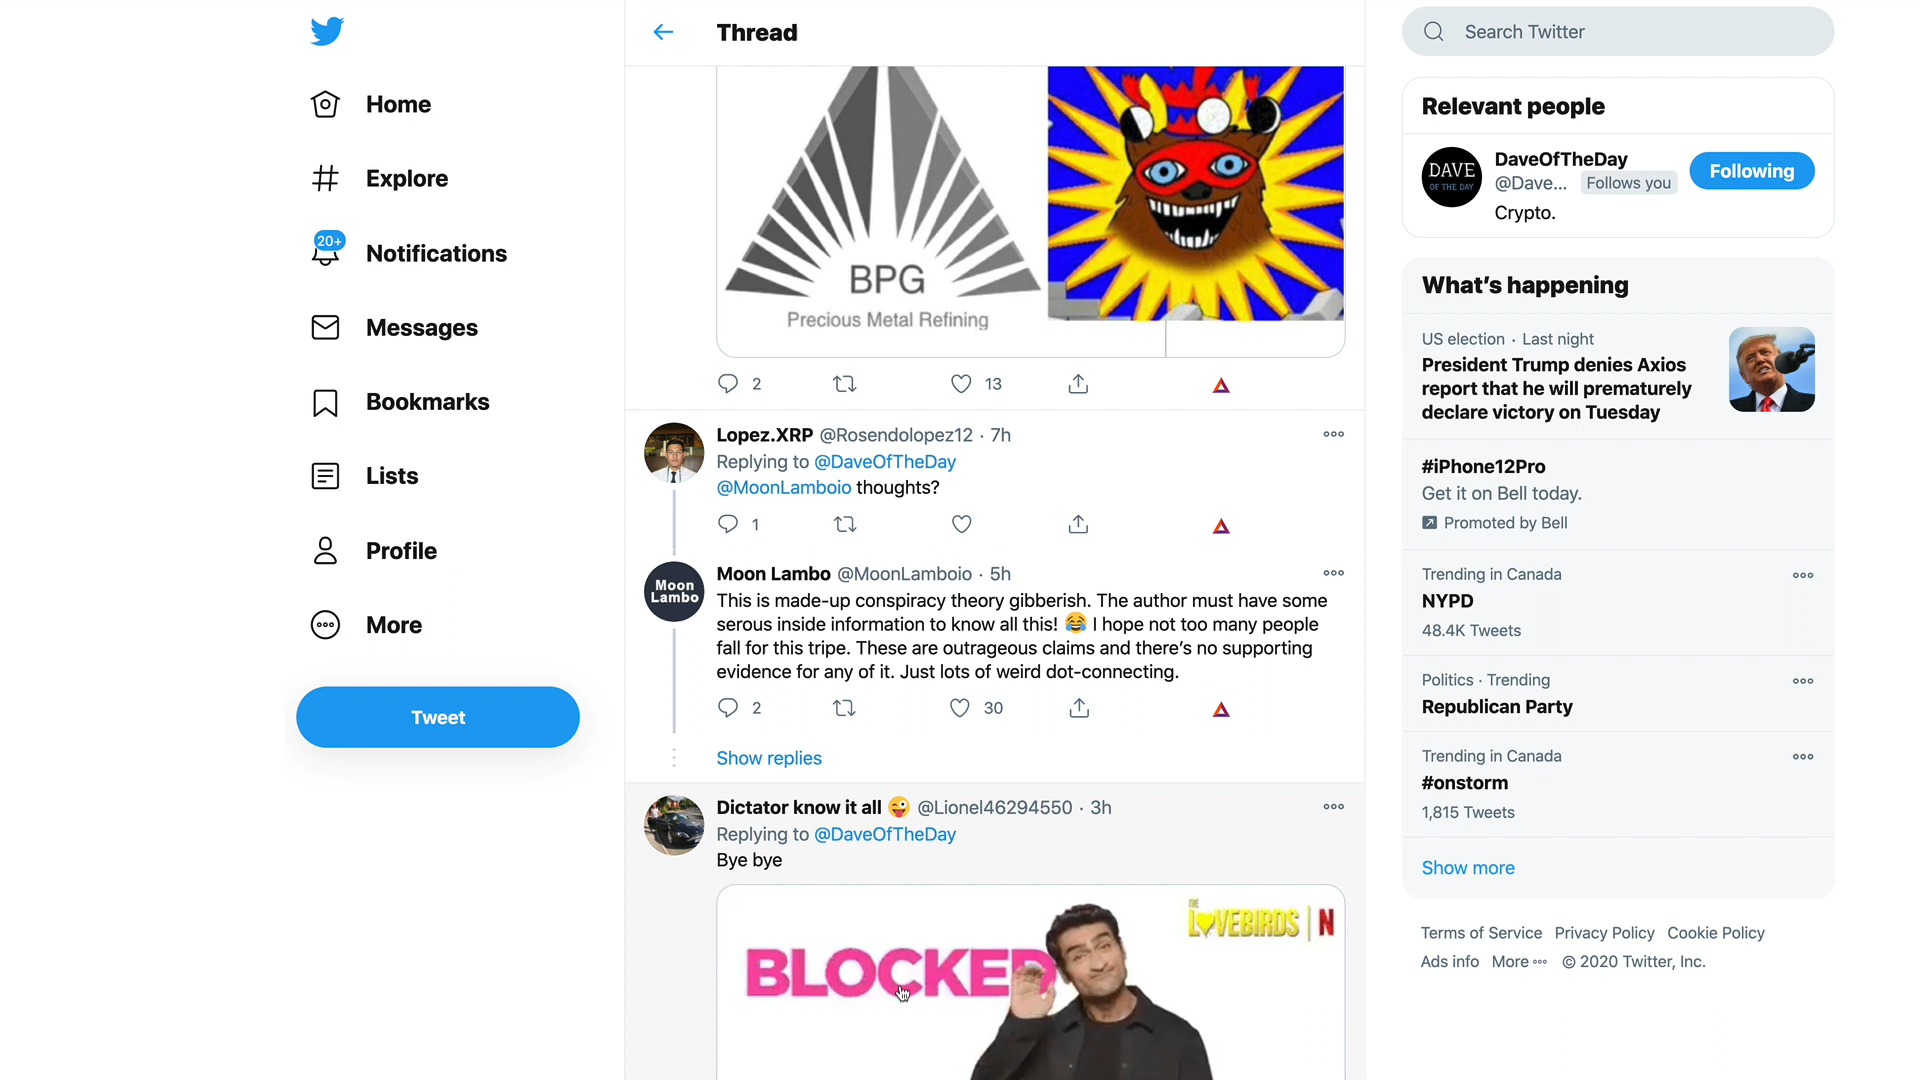 Home
Explore
20+
Notifications
Messages
Bookmarks
Lists
Profile
More
Tweet
Thread
BPG
Precious Metal Refining
2
13
Lopez.XRP @Rosendolopez12 · 7h
Replying to @DaveOfTheDay
@MoonLamboio thoughts?
1
Moon
Lambo
Moon Lambo @MoonLamboio · 5h
This is made-up conspiracy theory gibberish. The author must have some
serous inside information to know all this! 😂 I hope not too many people
fall for this tripe. These are outrageous claims and there's no supporting
evidence for any of it. Just lots of weird dot-connecting.
2
30
Show replies
Dictator know it all 😜 @Lionel46294550 · 3h
Replying to @DaveOfTheDay
Bye bye
THE
LOVEBIRDS | N
BLOCKED
Search Twitter
Relevant people
DAVE
OF THE DAY
DaveOfTheDay
@Dave... Follows you
Following
Crypto.
What's happening
US election · Last night
President Trump denies Axios
report that he will prematurely
declare victory on Tuesday
#iPhone12Pro
Get it on Bell today.
Promoted by Bell
Trending in Canada
NYPD
48.4K Tweets
Politics · Trending
Republican Party
Trending in Canada
#onstorm
1,815 Tweets
Show more
Terms of Service Privacy Policy Cookie Policy
Ads info More © 2020 Twitter, Inc.